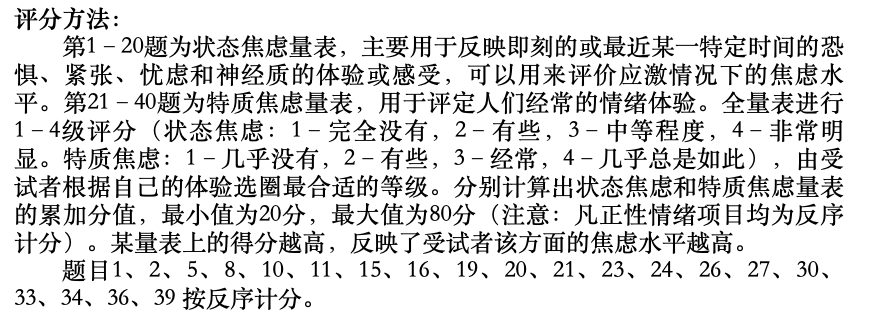 评分方法：
第1－20题为状态焦虑量表，主要用于反映即刻的或最近某一特定时间的恐
惧、紧张、忧虑和神经质的体验或感受，可以用来评价应激情况下的焦虑水
平。第21－40题为特质焦虑量表，用于评定人们经常的情绪体验。全量表进行
1－4级评分（状态焦虑：1－完全没有，2－有些，3－中等程度，4－非常明
显。特质焦虑：1－几乎没有，2－有些，3－经常，4－几乎总是如此），由受
试者根据自己的体验选圈最合适的等级。分别计算出状态焦虑和特质焦虑量表
的累加分值，最小值为20分，最大值为80分（注意：凡正性情绪项目均为反序
计分）。某量表上的得分越高，反映了受试者该方面的焦虑水平越高。
题目1、2、5、8、10、11、15、16、19、20、21、23、24、26、27、30、
33、34、36、39 按反序计分。